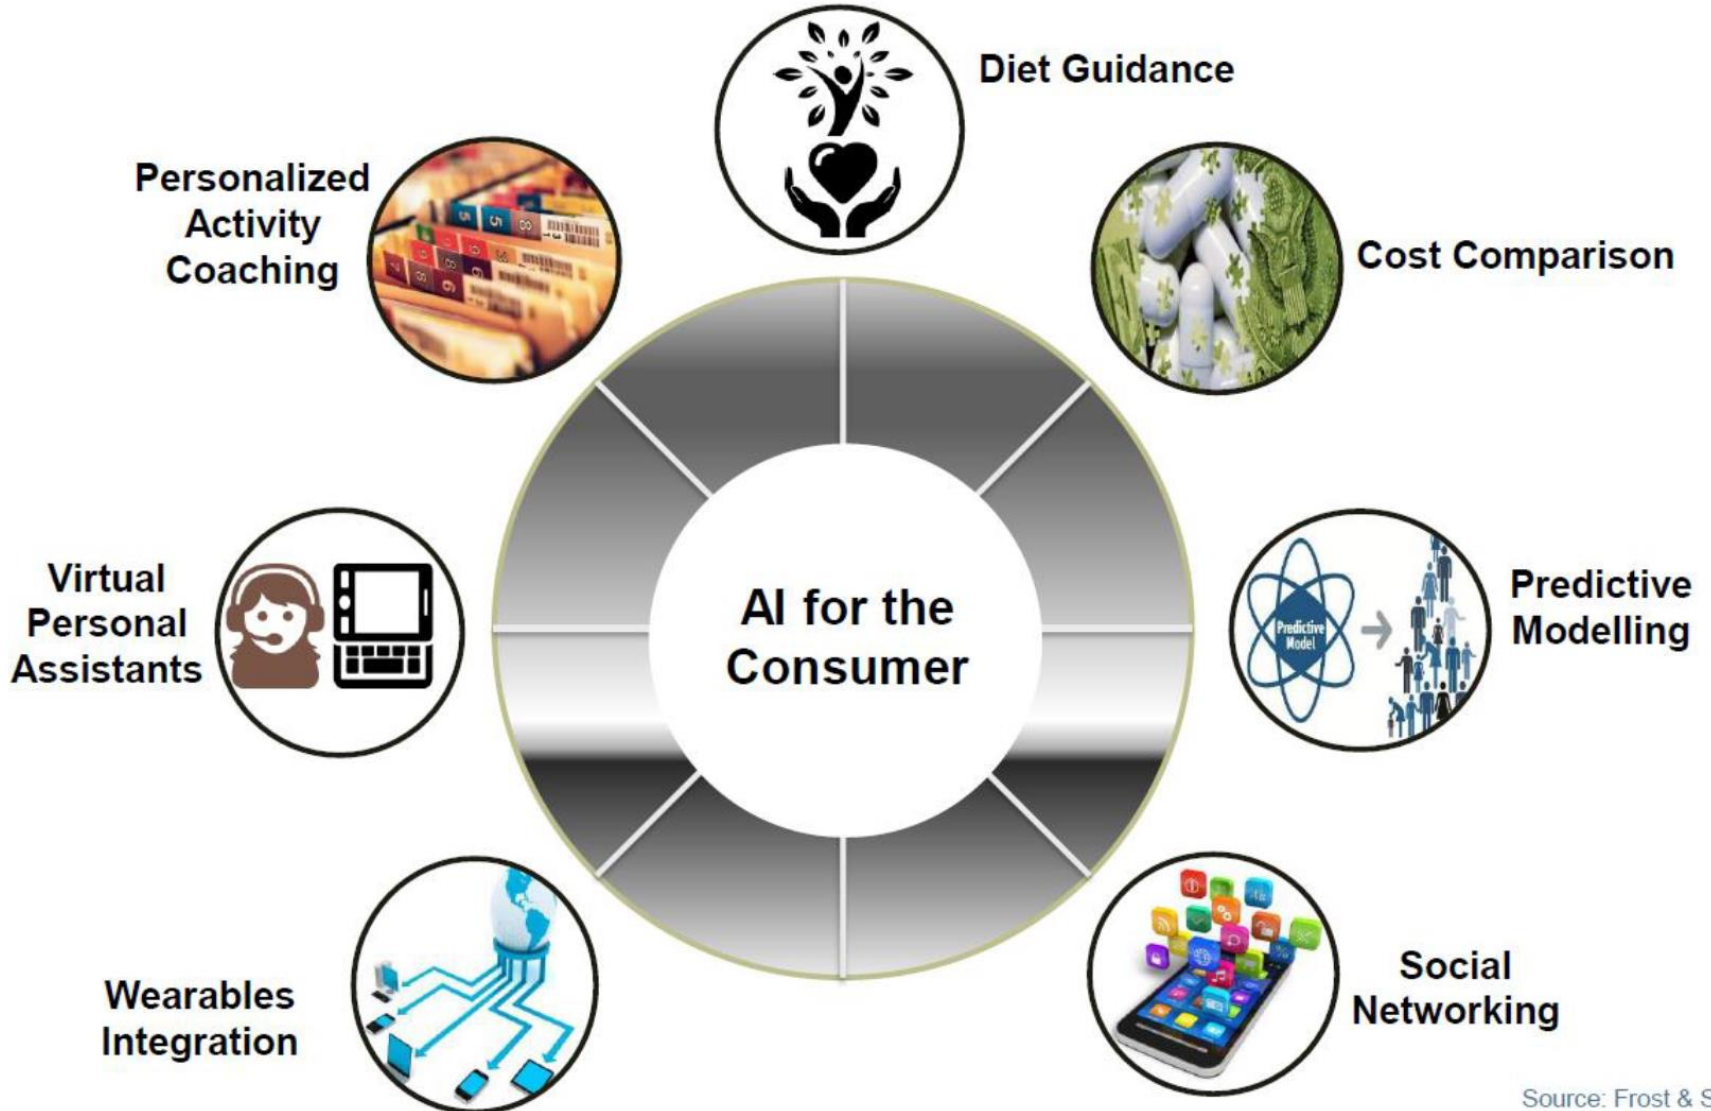 Diet Guidance
Personalized
Activity
Coaching
Cost Comparison
Virtual
Personal
Assistants
AI for the
Consumer
Predictive
Model
Predictive
Modelling
Wearables
Integration
Social
Networking
Source: Frost & S